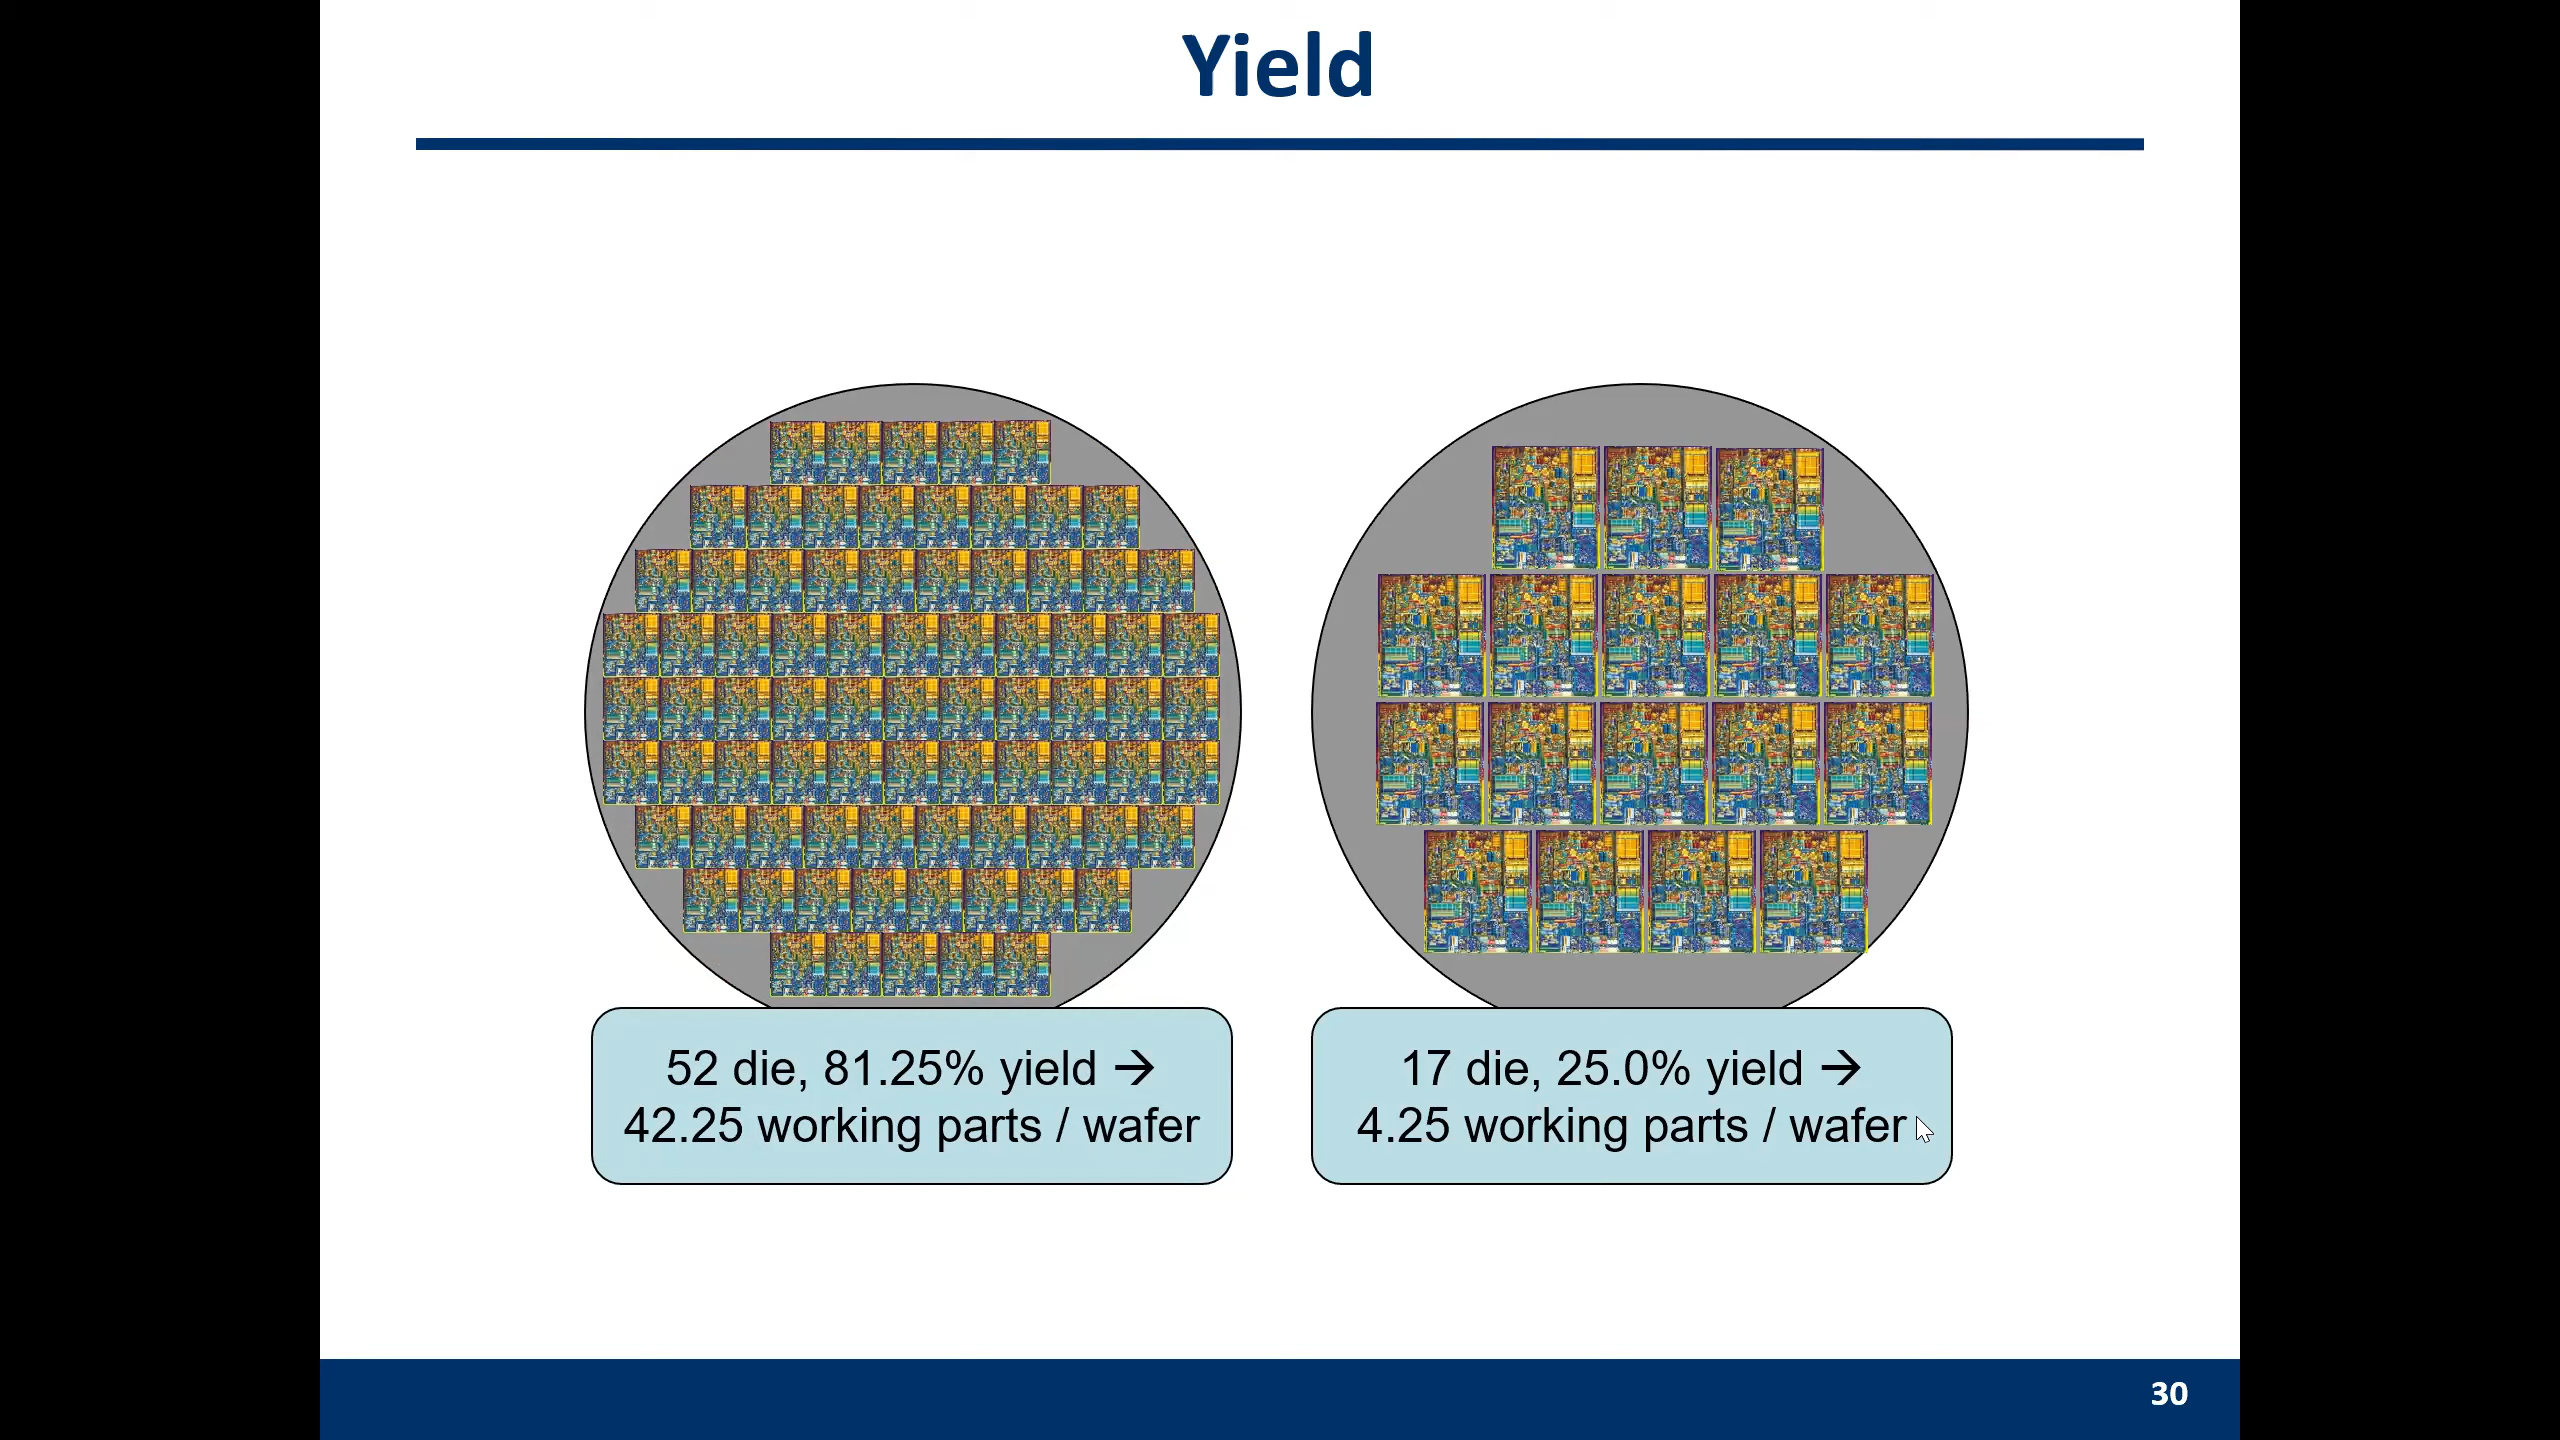 Yield
52 die, 81.25% yield →
42.25 working parts / wafer
17 die, 25.0% yield →
4.25 working parts / wafer
30